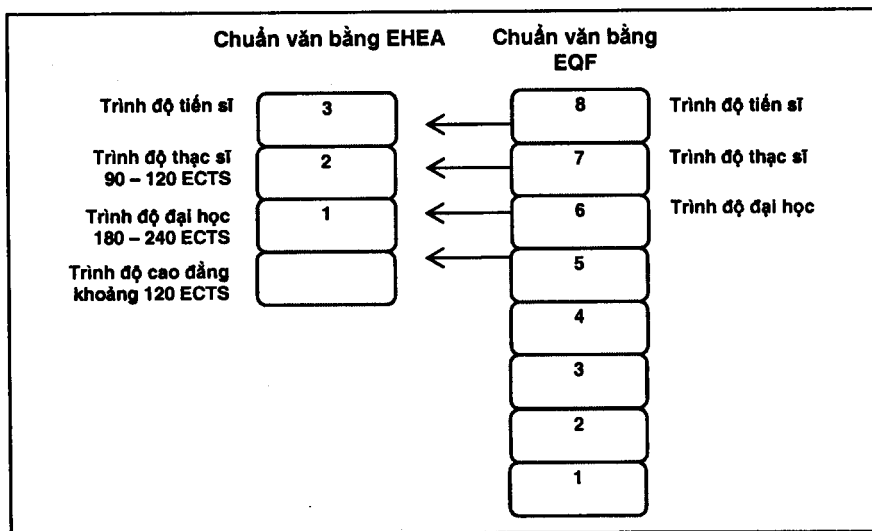 Chuẩn văn bằng EHEA
Chuẩn văn bằng
EQF
Trình độ tiến sĩ
3
8
Trình độ tiến sĩ
Trình độ thạc sĩ
90 – 120 ECTS
2
7
Trình độ thạc sĩ
Trình độ đại học
180 – 240 ECTS
1
6
Trình độ đại học
Trình độ cao đẳng
khoảng 120 ECTS
5
4
3
2
1